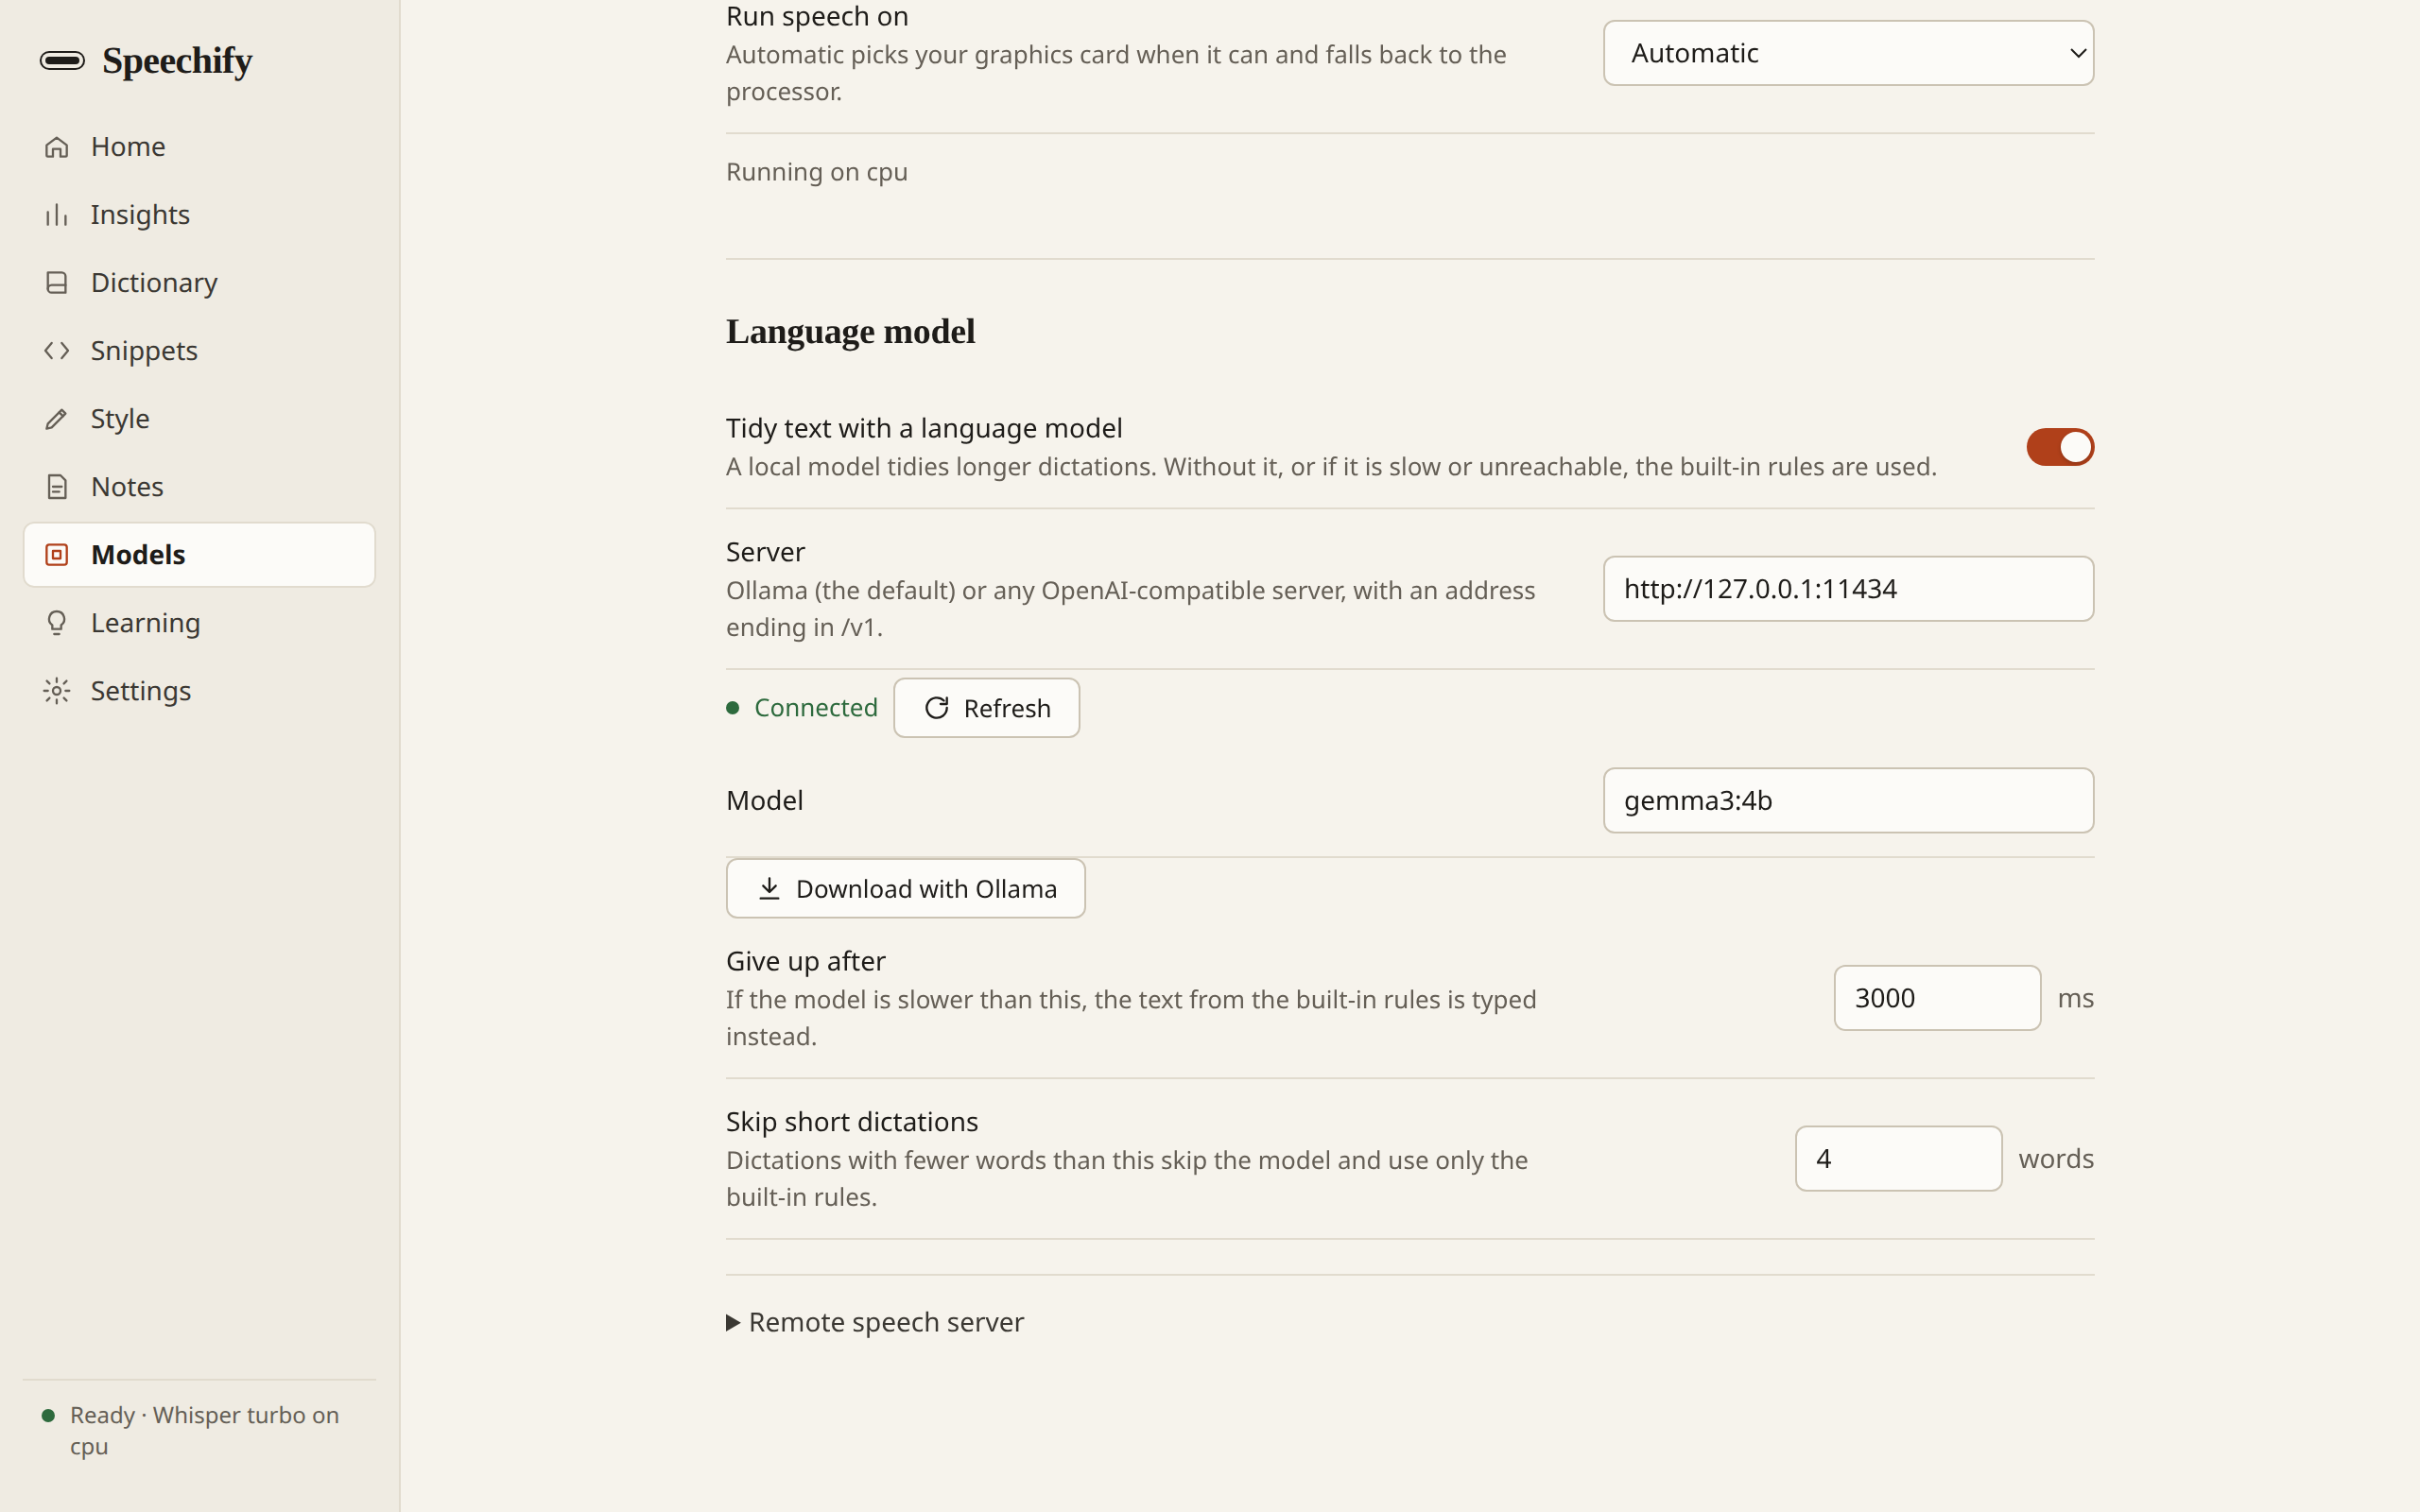 Speechify
Home
Insights
Dictionary
Snippets
Style
Notes
Models
Learning
Settings
Ready · Whisper turbo on
cpu
Run speech on
Automatic picks your graphics card when it can and falls back to the
processor.
Automatic
Running on cpu
Language model
Tidy text with a language model
A local model tidies longer dictations. Without it, or if it is slow or unreachable, the built-in rules are used.
Server
Ollama (the default) or any OpenAI-compatible server, with an address
ending in /v1.
http://127.0.0.1:11434
Connected
Refresh
Model
gemma3:4b
Download with Ollama
Give up after
If the model is slower than this, the text from the built-in rules is typed
instead.
3000 ms
Skip short dictations
Dictations with fewer words than this skip the model and use only the
built-in rules.
4 words
Remote speech server